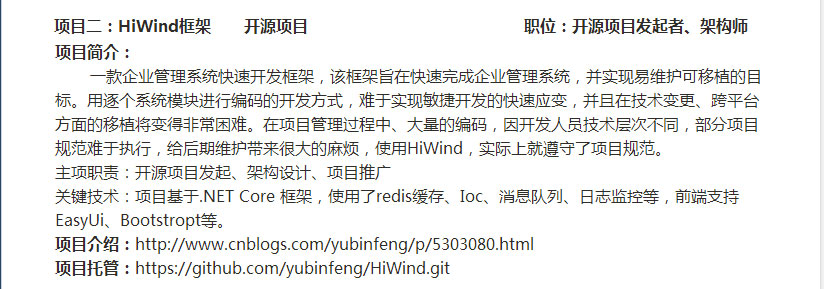 项目二：HiWind框架 开源项目 职位：开源项目发起者、架构师
项目简介：
一款企业管理系统快速开发框架，该框架旨在快速完成企业管理系统，并实现易维护可移植的目
标。用逐个系统模块进行编码的开发方式，难于实现敏捷开发的快速应变，并且在技术变更、跨平台
方面的移植将变得非常困难。在项目管理过程中、大量的编码，因开发人员技术层次不同，部分项目
规范难于执行，给后期维护带来很大的麻烦，使用HiWind，实际上就遵守了项目规范。
主项职责：开源项目发起、架构设计、项目推广
关键技术：项目基于.NET Core 框架，使用了redis缓存、Ioc、消息队列、日志监控等，前端支持
EasyUi、Bootstropt等。
项目介绍：http://www.cnblogs.com/yubinfeng/p/5303080.html
项目托管：https://github.com/yubinfeng/HiWind.git